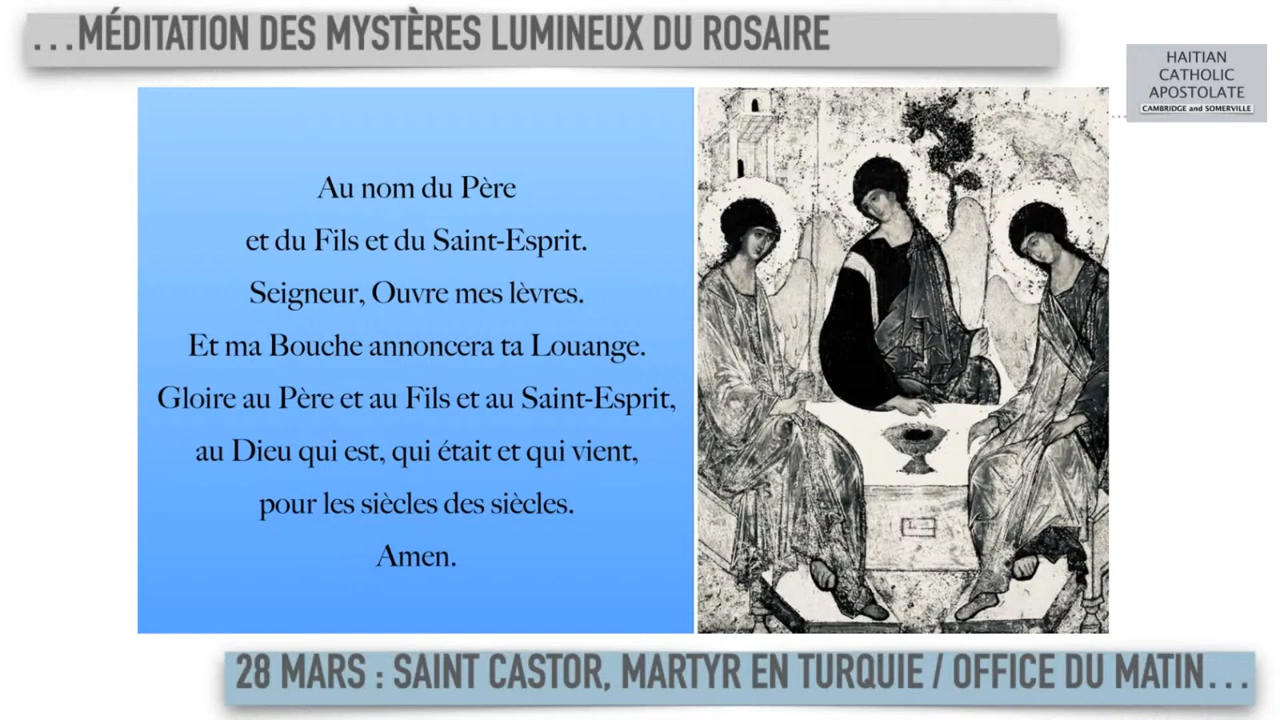 ...MÉDITATION DES MYSTÈRES LUMINEUX DU ROSAIRE
HAITIAN
CATHOLIC
APOSTOLATE
CAMBRIDGE and SOMERVILLE
Au nom du Père
et du Fils et du Saint-Esprit.
Seigneur, Ouvre mes lèvres.
Et ma Bouche annoncera ta Louange.
Gloire au Père et au Fils et au Saint-Esprit,
au Dieu qui est, qui était et qui vient,
pour les siècles des siècles.
Amen.
28 MARS : SAINT CASTOR, MARTYR EN TURQUIE / OFFICE DU MATIN...